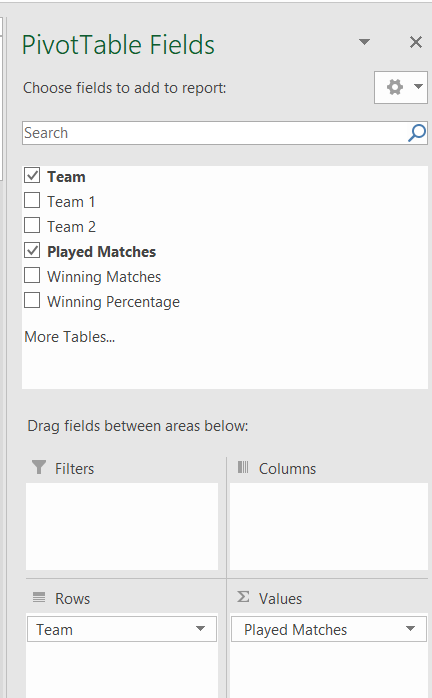 PivotTable Fields
Choose fields to add to report:
Search
Team
Team 1
Team 2
Played Matches
Winning Matches
Winning Percentage
More Tables...
Drag fields between areas below:
Filters
Columns
Rows
Σ Values
Team
Played Matches